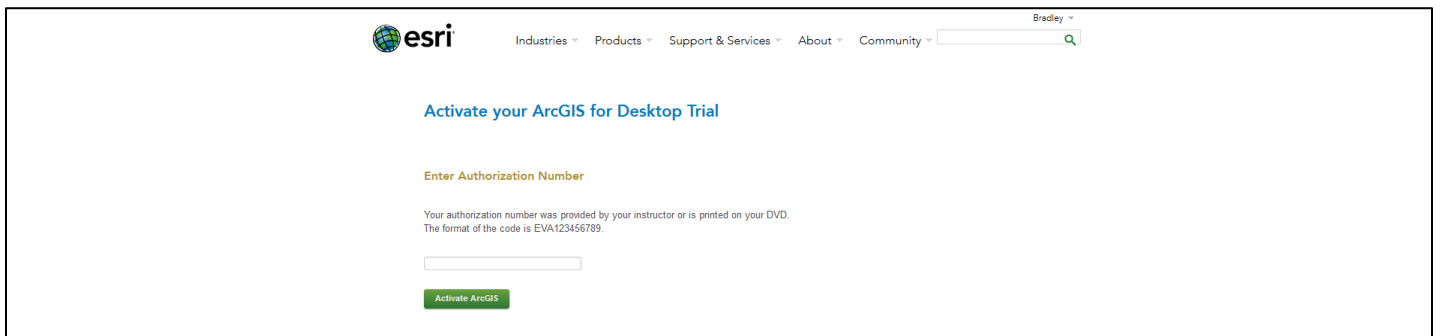 Bradley
esri
Industries Products Support & Services About Community
Activate your ArcGIS for Desktop Trial
Enter Authorization Number
Your authorization number was provided by your instructor or is printed on your DVD.
The format of the code is EVA123456789.
Activate ArcGIS